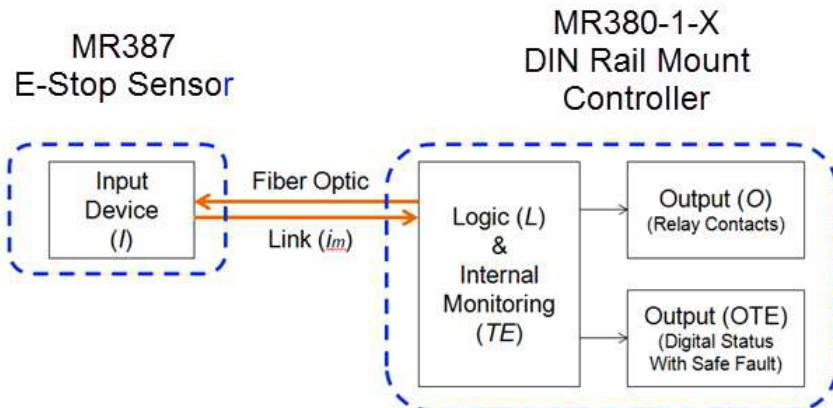 MR387
E-Stop Sensor
MR380-1-X
DIN Rail Mount
Controller
Input
Device
(I)
Fiber Optic
Link (im)
Logic (L)
&
Internal
Monitoring
(TE)
Output (O)
(Relay Contacts)
Output (OTE)
(Digital Status
With Safe Fault)